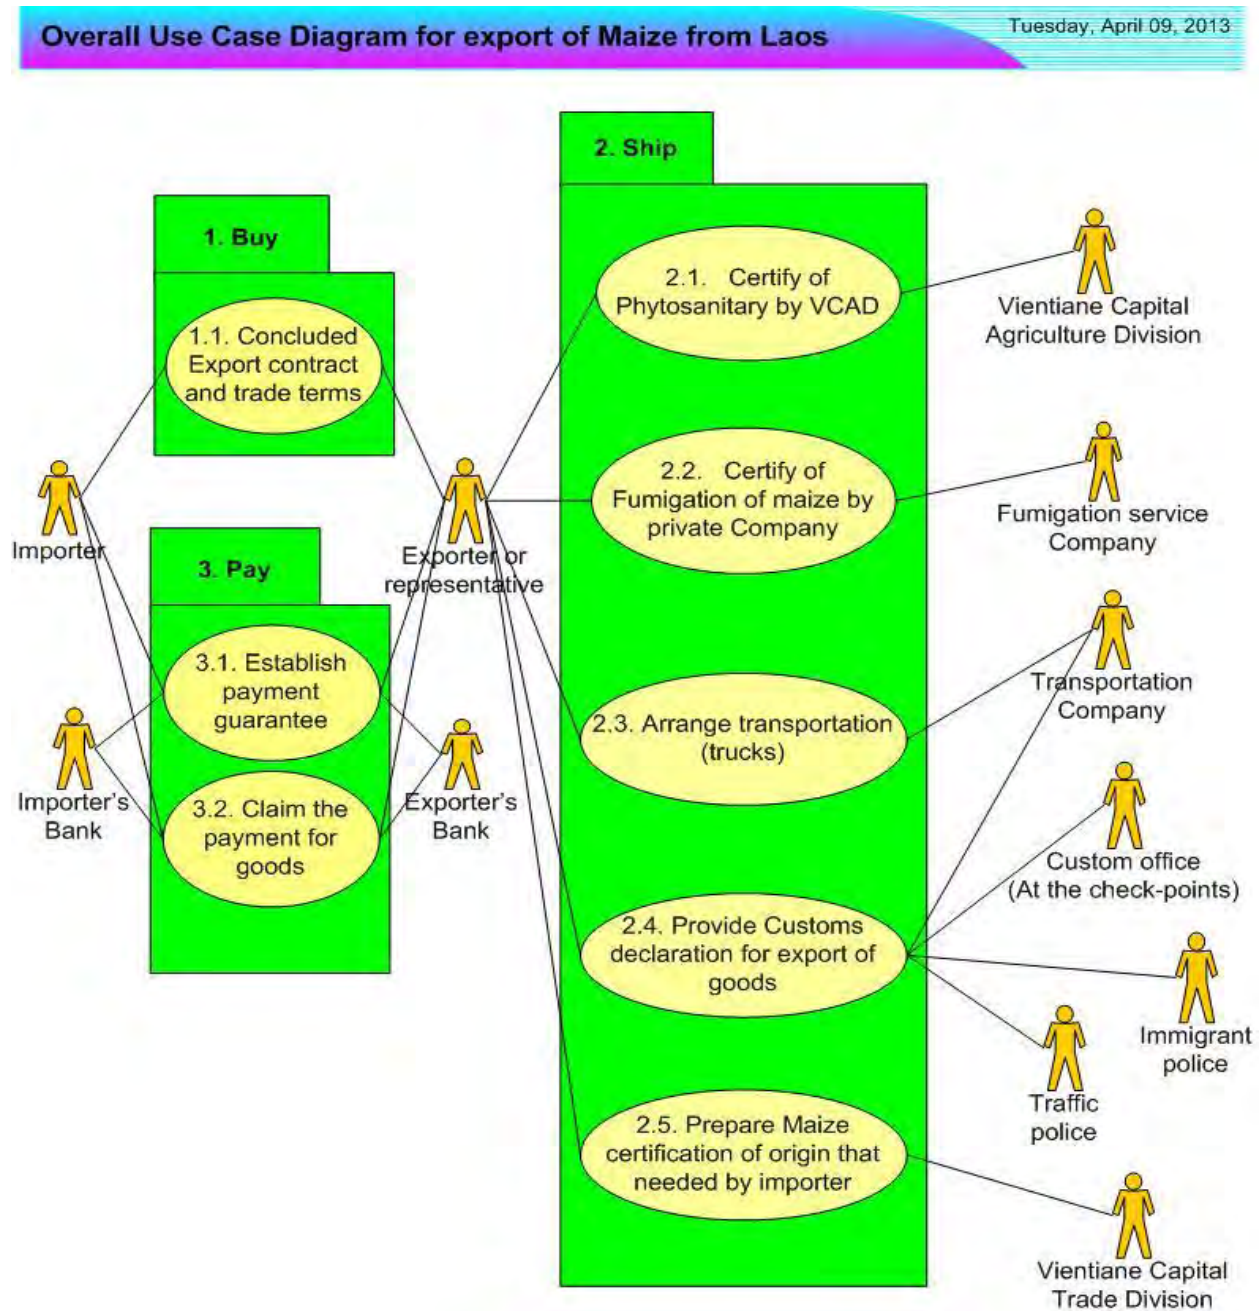 Overall Use Case Diagram for export of Maize from Laos
Tuesday, April 09, 2013
1. Buy
1.1. Concluded
Export contract
and trade terms
Importer
3. Pay
3.1. Establish
payment
guarantee
Importer's
Bank
3.2. Claim the
payment for
goods
Exporter or
representative
Exporter's
Bank
2. Ship
2.1. Certify of
Phytosanitary by VCAD
2.2. Certify of
Fumigation of maize by
private Company
2.3. Arrange transportation
(trucks)
2.4. Provide Customs
declaration for export of
goods
2.5. Prepare Maize
certification of origin that
needed by importer
Vientiane Capital
Agriculture Division
Fumigation service
Company
Transportation
Company
Custom office
(At the check-points)
Immigrant
police
Traffic
police
Vientiane Capital
Trade Division